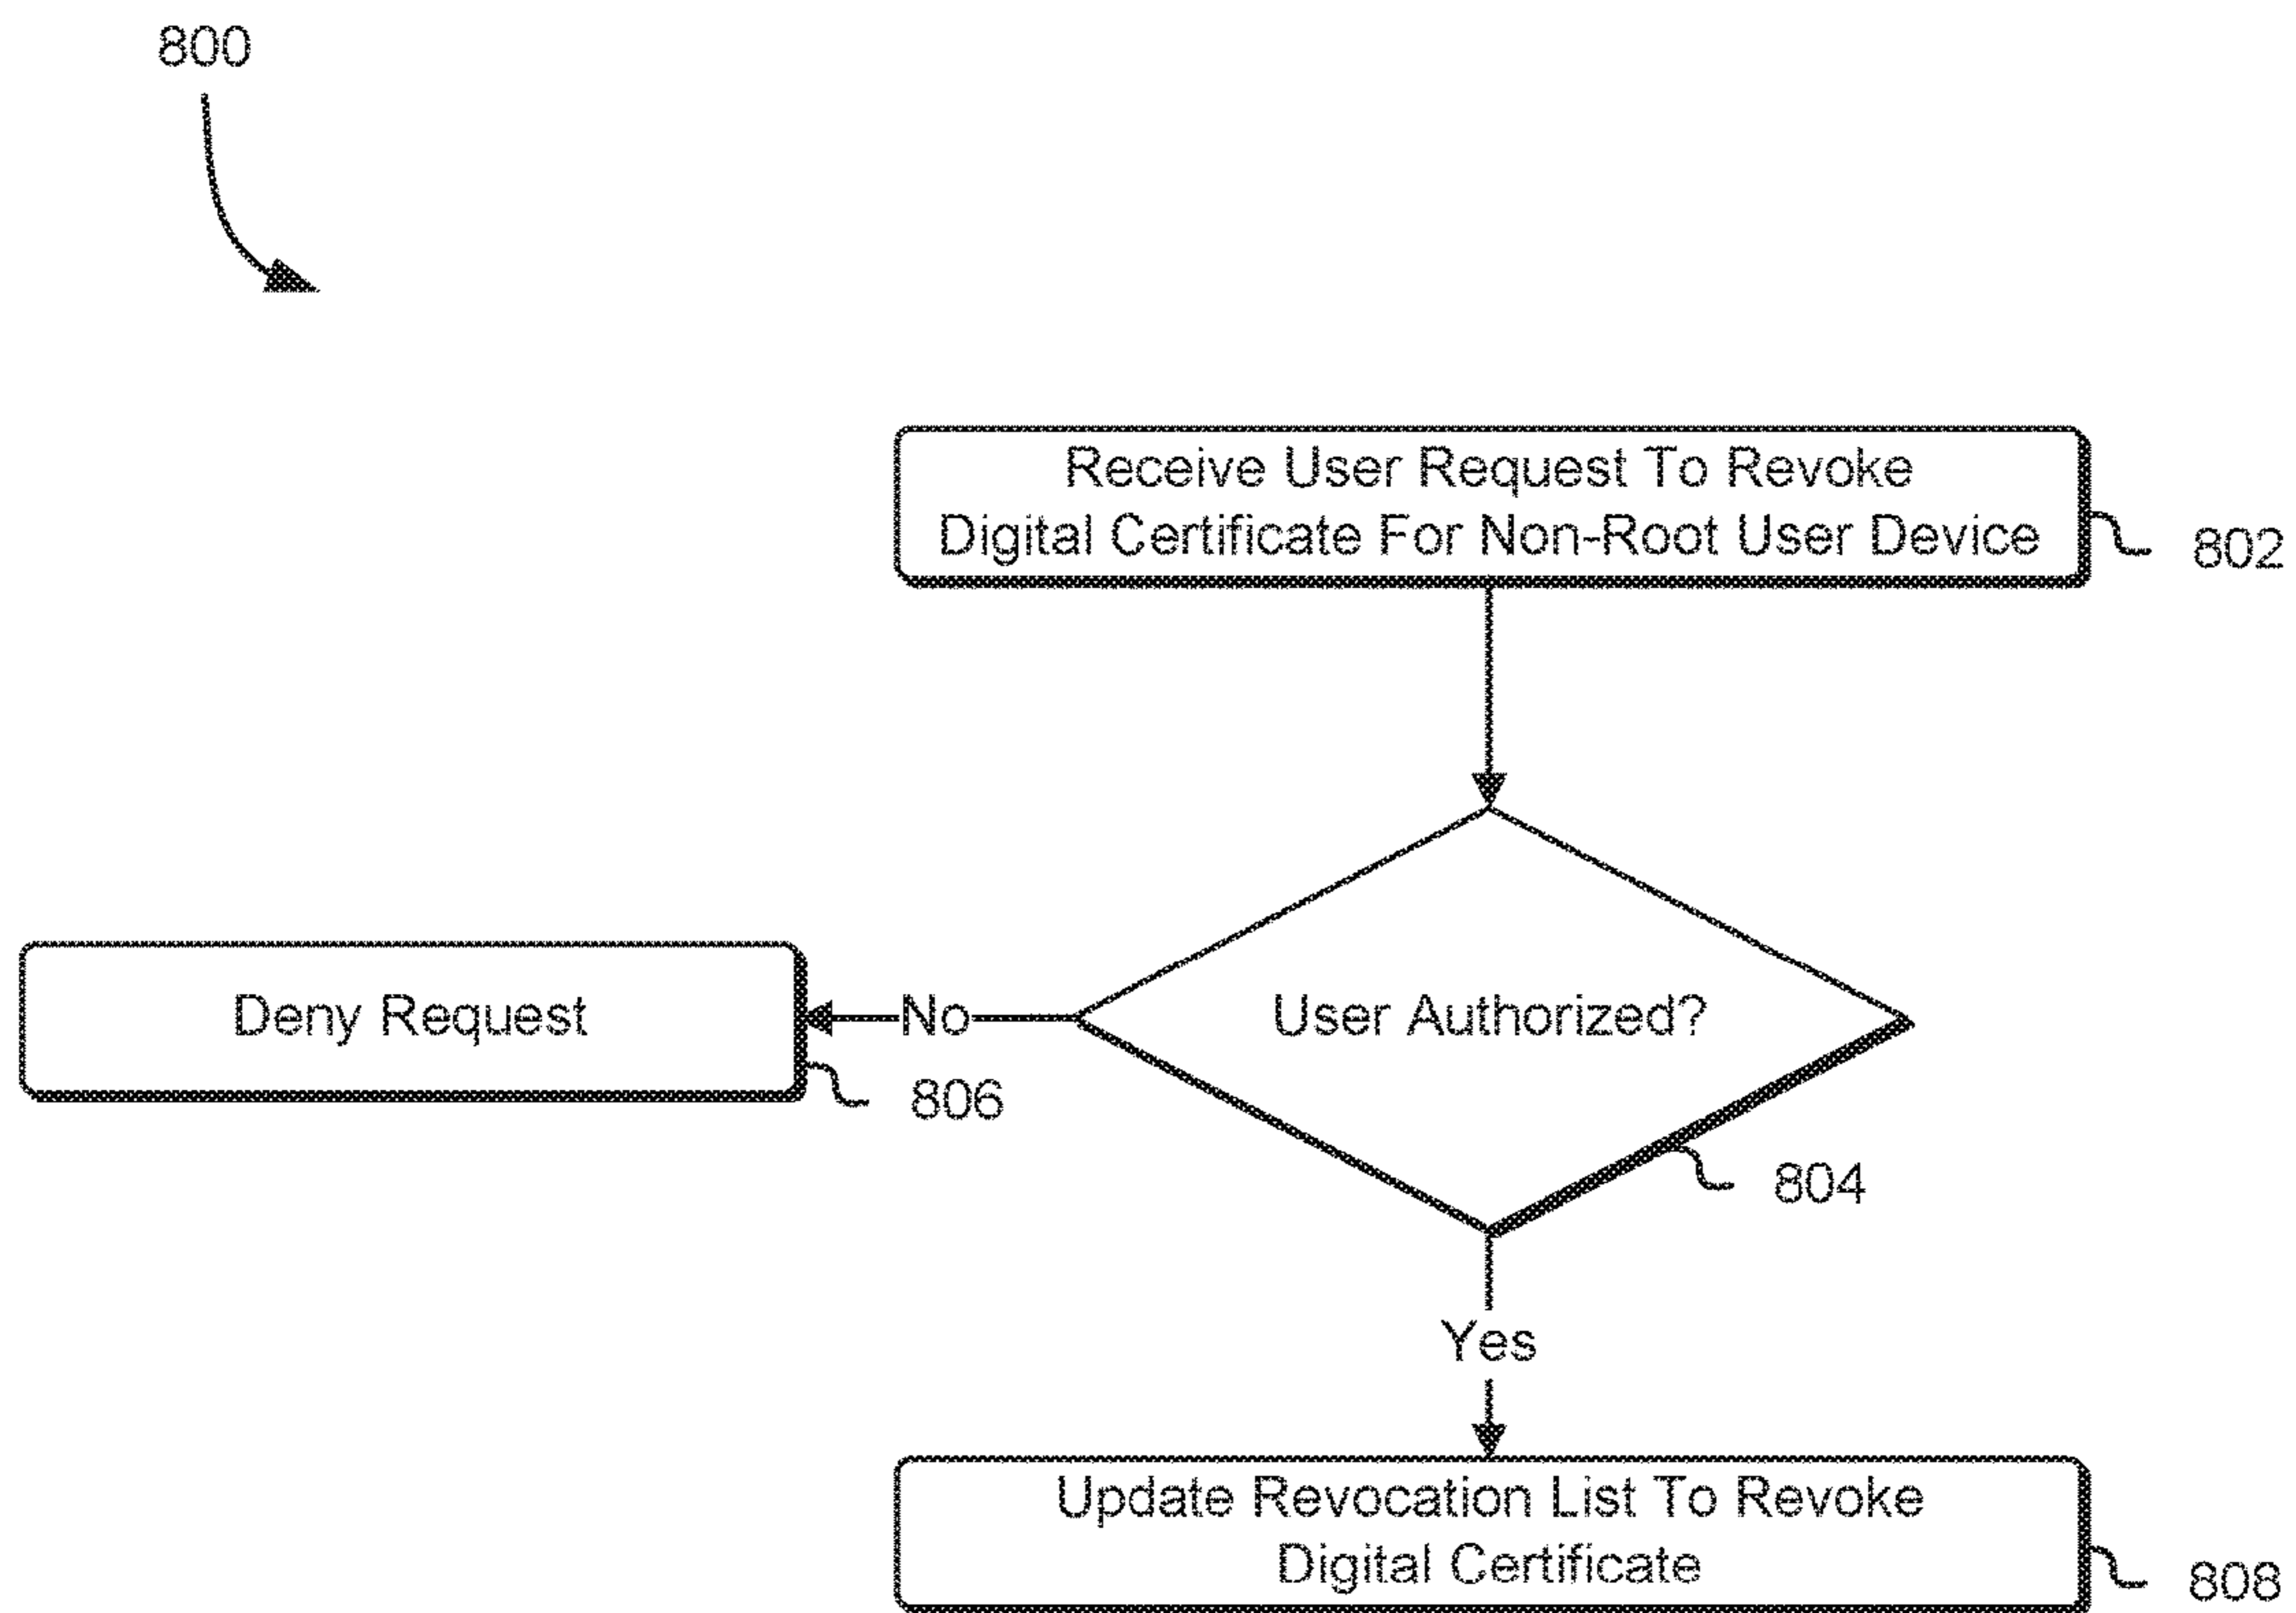 800
Receive User Request To Revoke
Digital Certificate For Non-Root User Device
802
User Authorized?
804
No
Deny Request
806
Yes
Update Revocation List To Revoke
Digital Certificate
808